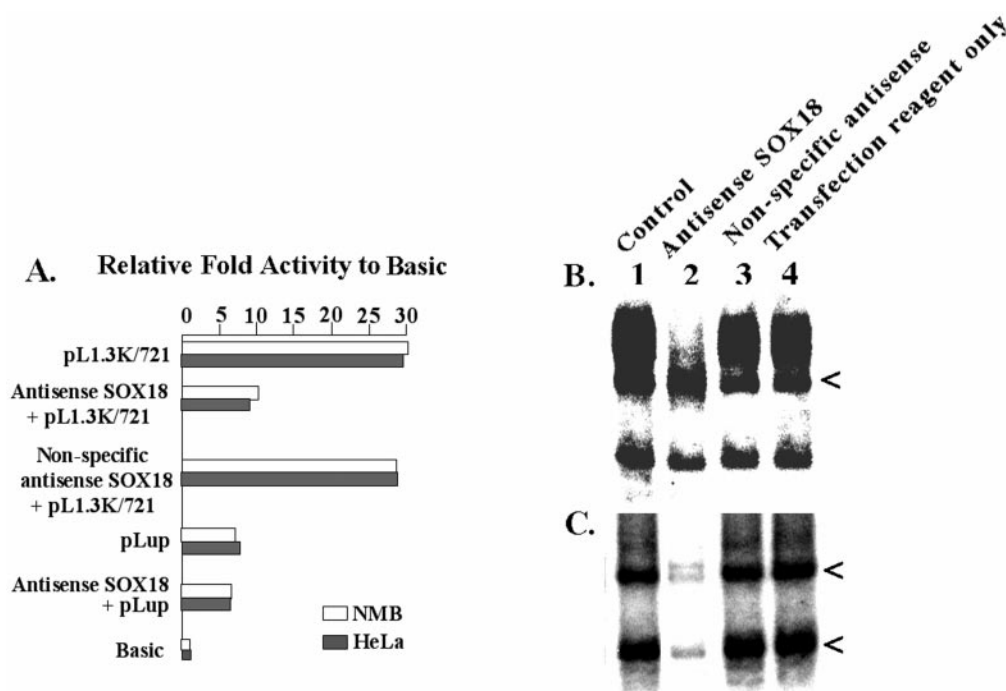 A. Relative Fold Activity to Basic
0 5 10 15 20 25 30
pL1.3K/721
Antisense SOX18
+ pL1.3K/721
Non-specific
antisense SOX18
+ pL1.3K/721
pLup
Antisense SOX18
+ pLup
Basic
NMB
HeLa
Control
Antisense SOX18
Non-specific antisense
Transfection reagent only
1 2 3 4
B.
<
C.
<
<